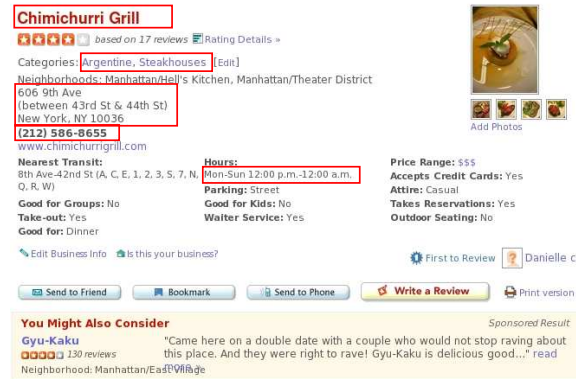 Chimichurri Grill
based on 17 reviews Rating Details »
Categories: Argentine, Steakhouses [Edit]
Neighborhoods: Manhattan/Hell's Kitchen, Manhattan/Theater District
606 9th Ave
(between 43rd St & 44th St)
New York, NY 10036
(212) 586-8655
www.chimichurrigrill.com
Add Photos
Nearest Transit:
8th Ave-42nd St (A, C, E, 1, 2, 3, S, 7, N, Q, R, W)
Good for Groups: No
Take-out: Yes
Good for: Dinner
Hours:
Mon-Sun 12:00 p.m.-12:00 a.m.
Parking: Street
Good for Kids: No
Waiter Service: Yes
Price Range: $$$
Accepts Credit Cards: Yes
Attire: Casual
Takes Reservations: Yes
Outdoor Seating: No
Edit Business Info Is this your business?
First to Review ? Danielle c
Send to Friend Bookmark Send to Phone Write a Review Print version
You Might Also Consider Sponsored Result
Gyu-Kaku
130 reviews
Neighborhood: Manhattan/East Village
"Came here on a double date with a couple who would not stop raving about
this place. And they were right to rave! Gyu-Kaku is delicious good..." read
more »